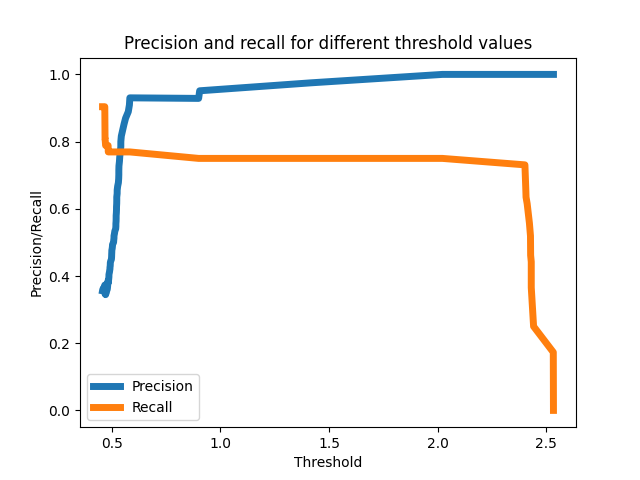 Precision and recall for different threshold values
1.0
0.8
0.6
0.4
0.2
0.0
Precision/Recall
Precision
Recall
0.5
1.0
1.5
2.0
2.5
Threshold